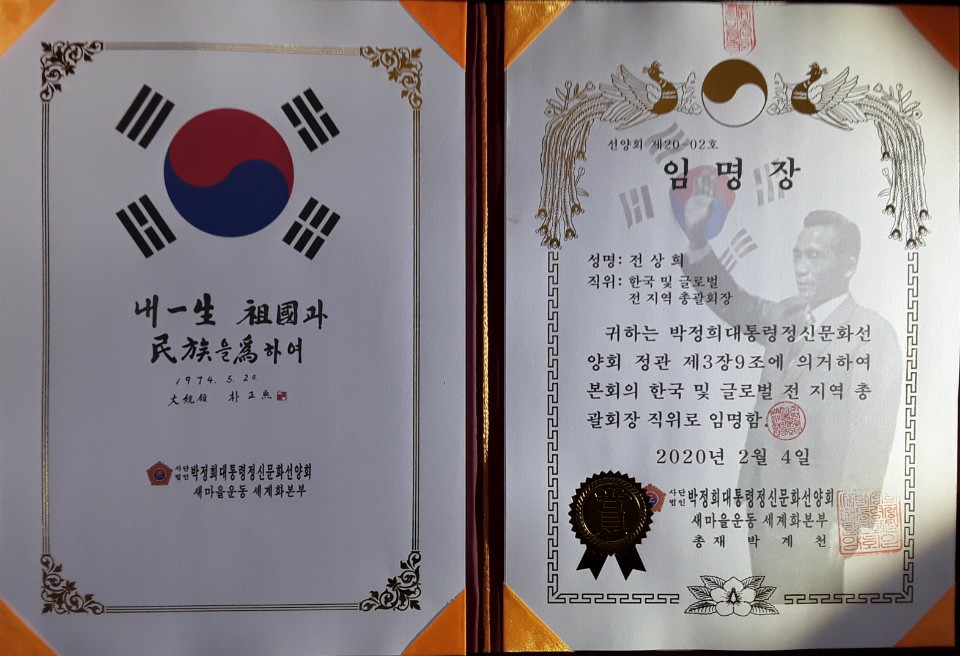 내 一生 祖國과
民族을 爲하여
1974. 5. 20.
大統領 朴正熙
사단법인 박정희대통령정신문화선양회
새마을운동 세계화본부
선양회 제20-02호
임명장
성명: 전상희
직위: 한국 및 글로벌
전 지역 총괄회장
귀하는 박정희대통령정신문화선
양회 정관 제3장9조에 의거하여
본회의 한국 및 글로벌 전 지역 총
괄회장 직위로 임명함.
2020년 2월 4일
사단법인 박정희대통령정신문화선양회
새마을운동 세계화본부
총재 박계천